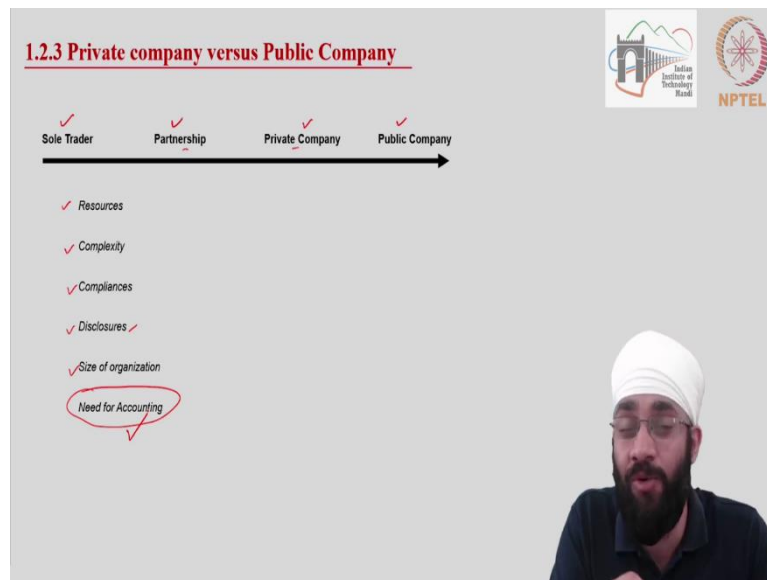 1.2.3 Private company versus Public Company
Indian
Institute of
Technology
Mandi
NPTEL
Sole Trader Partnership Private Company Public Company
Resources
Complexity
Compliances
Disclosures
Size of organization
Need for Accounting